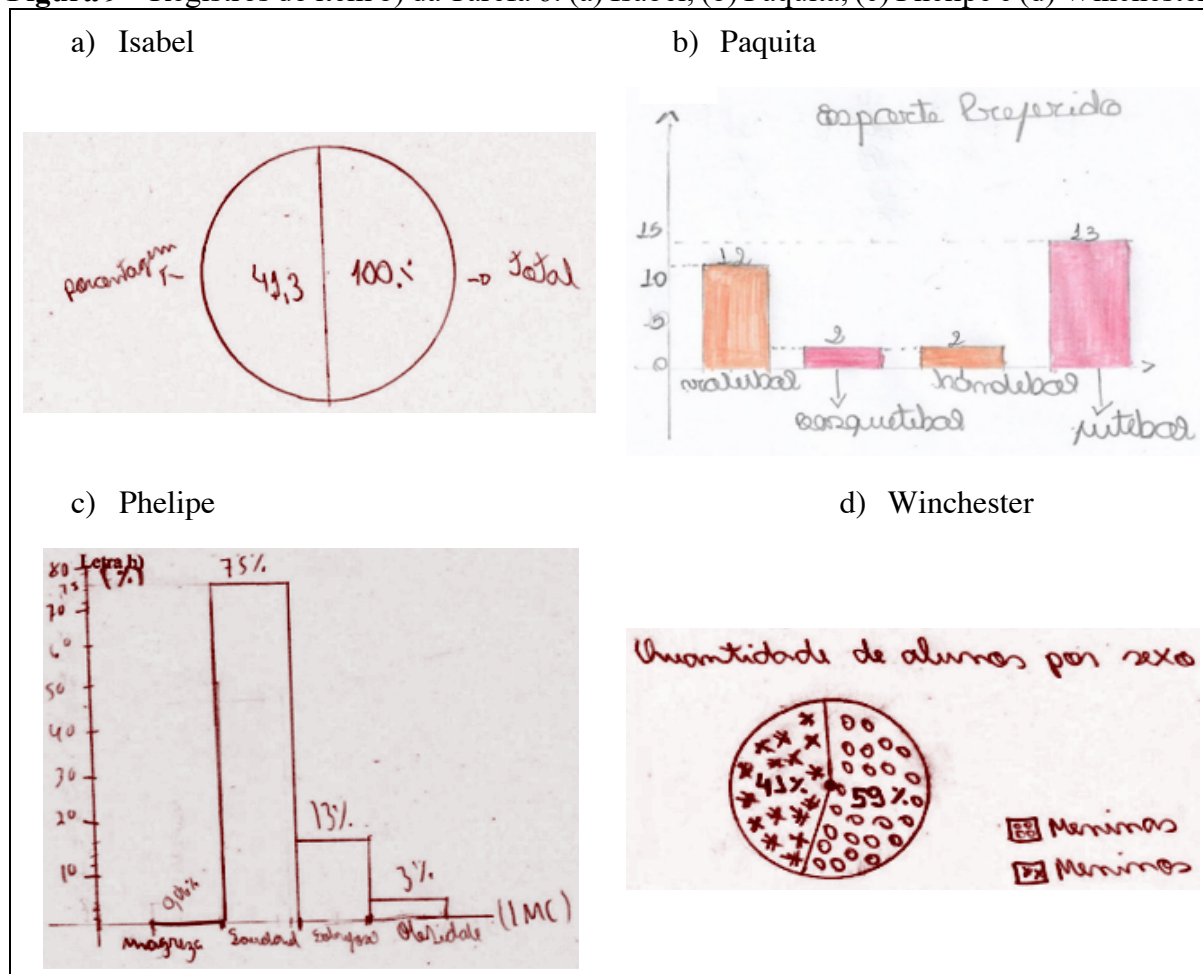 a) Isabel
porcentagem
41,3
100%
Total
b) Paquita
Esporte Preferido
15
10
5
0
12
2
2
13
voleibol
basquetebol
handebol
futebol
c) Phelipe
Letra b)
(%)
80
75
70
60
50
40
30
20
10
75%
13%
3%
magreza
Obesidade
(IMC)
d) Winchester
Quantidade de alunos por sexo
41%
59%
Meninas
Meninos